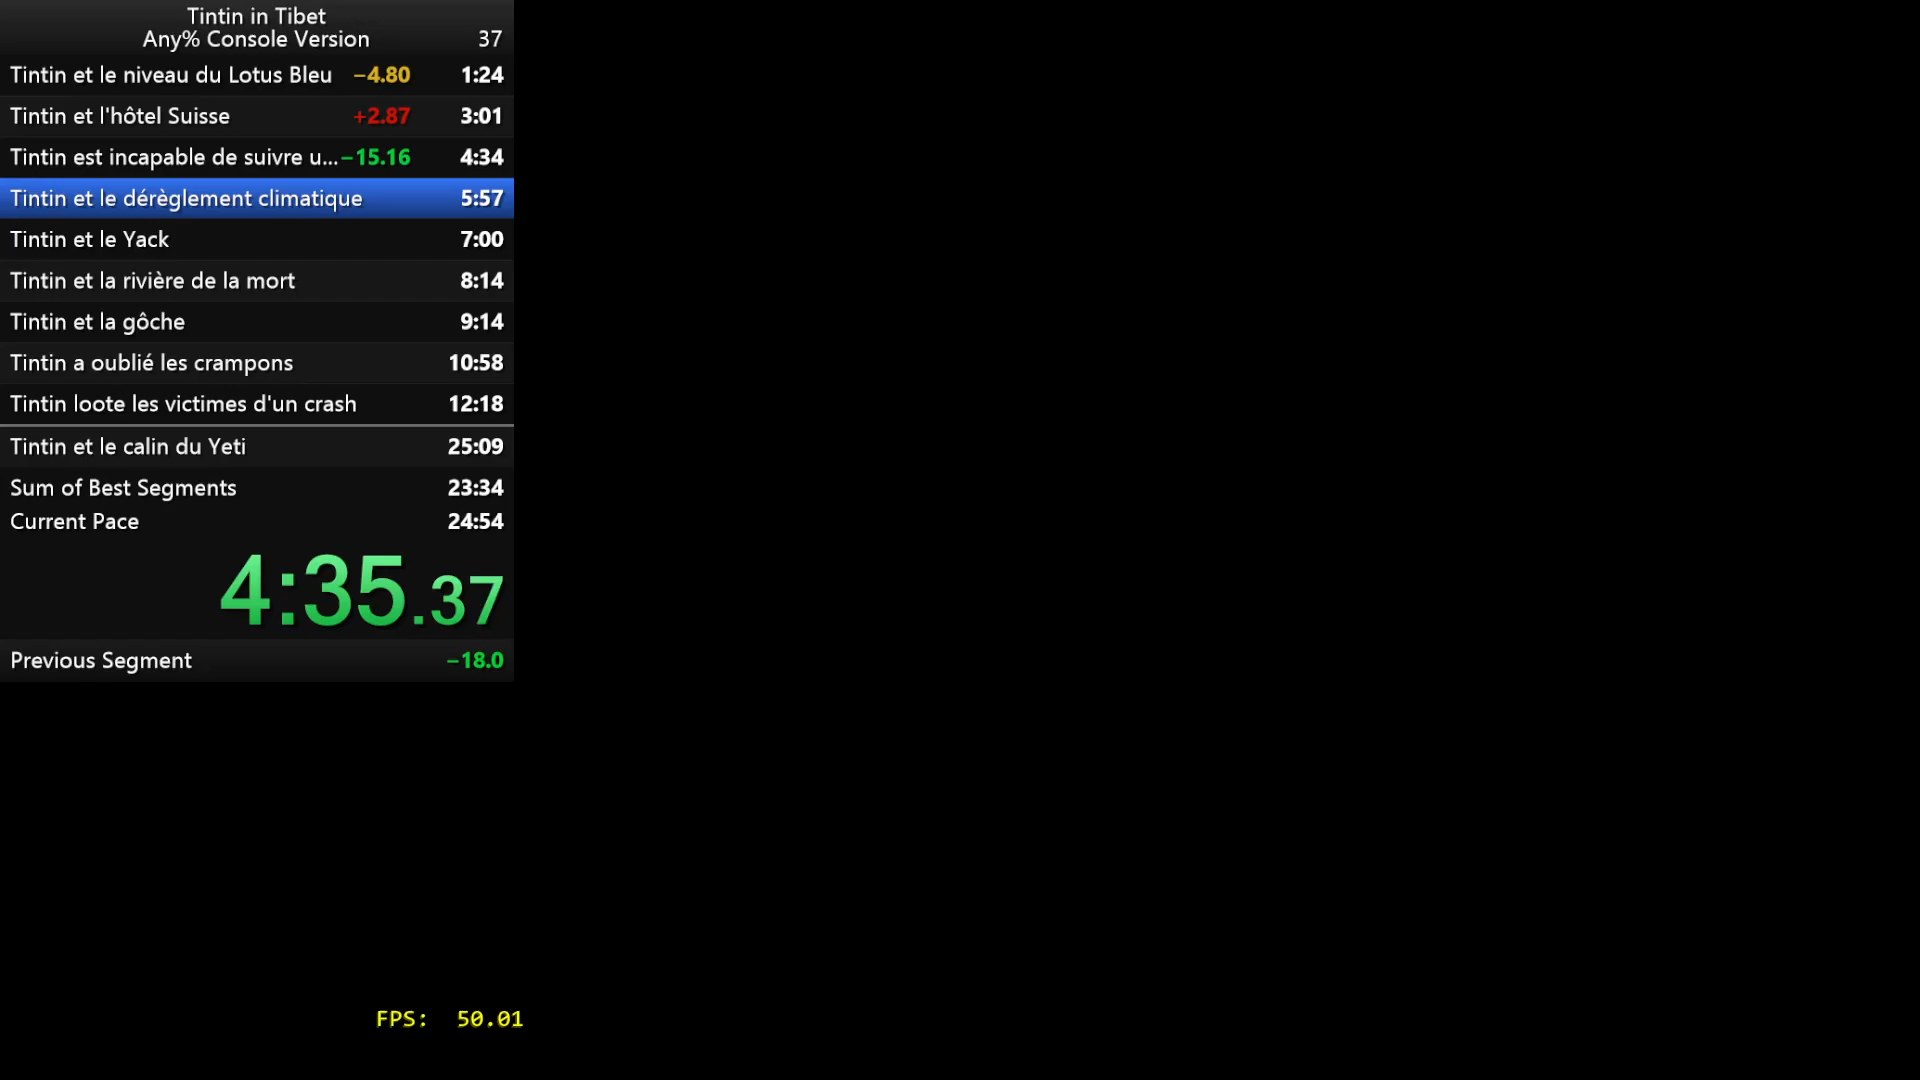 Tintin in Tibet
Any% Console Version 37
Tintin et le niveau du Lotus Bleu −4.80 1:24
Tintin et l'hôtel Suisse +2.87 3:01
Tintin est incapable de suivre u... −15.16 4:34
Tintin et le dérèglement climatique 5:57
Tintin et le Yack 7:00
Tintin et la rivière de la mort 8:14
Tintin et la gôche 9:14
Tintin a oublié les crampons 10:58
Tintin loote les victimes d'un crash 12:18
Tintin et le calin du Yeti 25:09
Sum of Best Segments 23:34
Current Pace 24:54
4:35.37
Previous Segment −18.0
FPS: 50.01